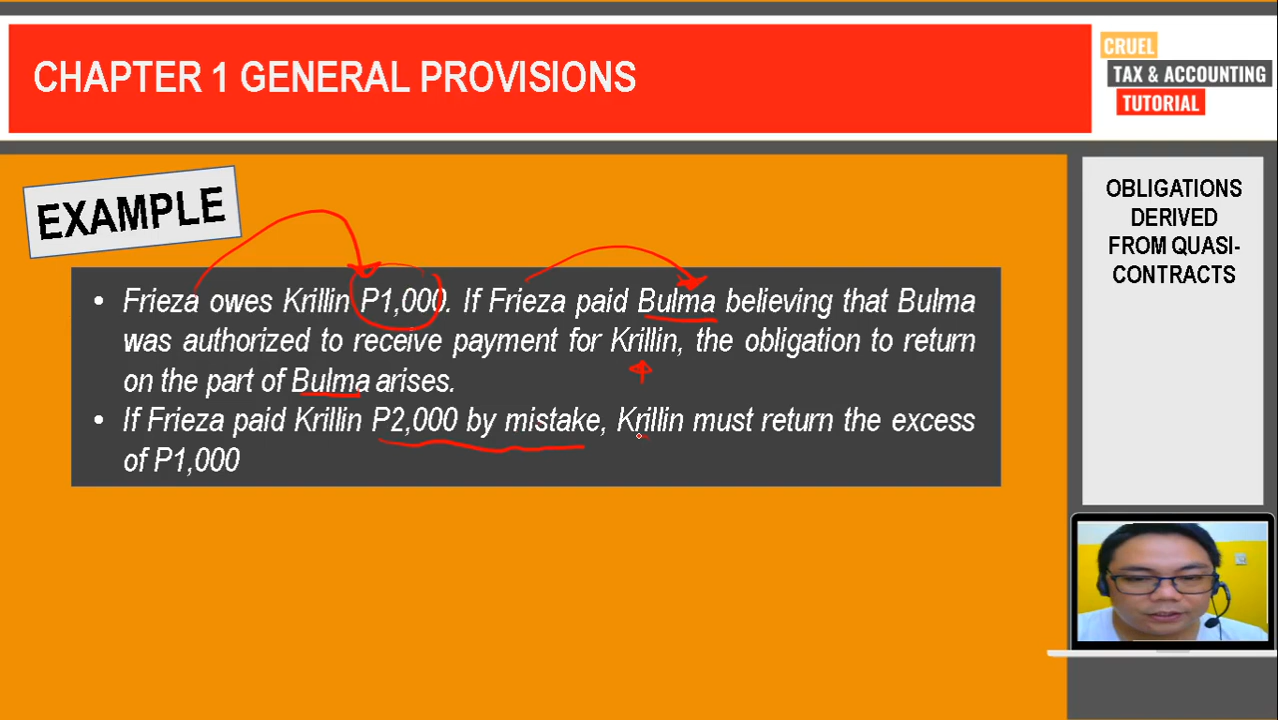 CHAPTER 1 GENERAL PROVISIONS
CRUEL
TAX & ACCOUNTING
TUTORIAL
EXAMPLE
• Frieza owes Krillin P1,000. If Frieza paid Bulma believing that Bulma
was authorized to receive payment for Krillin, the obligation to return
on the part of Bulma arises.
• If Frieza paid Krillin P2,000 by mistake, Krillin must return the excess
of P1,000
OBLIGATIONS
DERIVED
FROM QUASI-
CONTRACTS